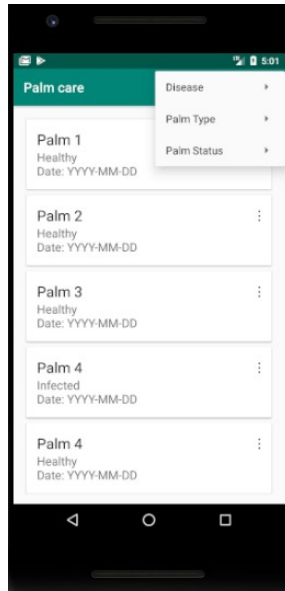 5:01
Palm care
Disease
Palm Type
Palm Status
Palm 1
Healthy
Date: YYYY-MM-DD
Palm 2
Healthy
Date: YYYY-MM-DD
Palm 3
Healthy
Date: YYYY-MM-DD
Palm 4
Infected
Date: YYYY-MM-DD
Palm 4
Healthy
Date: YYYY-MM-DD